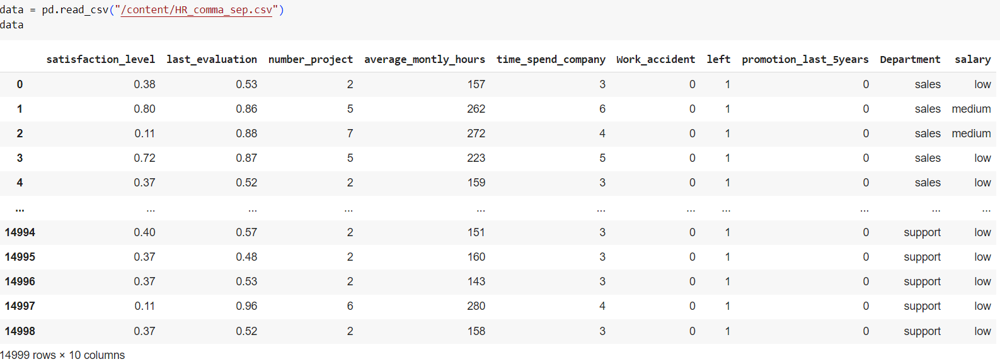 data = pd.read_csv("/content/HR_comma_sep.csv")
data
satisfaction_level last_evaluation number_project average_montly_hours time_spend_company Work_accident left promotion_last_5years Department salary
0 0.38 0.53 2 157 3 0 1 0 sales low
1 0.80 0.86 5 262 6 0 1 0 sales medium
2 0.11 0.88 7 272 4 0 1 0 sales medium
3 0.72 0.87 5 223 5 0 1 0 sales low
4 0.37 0.52 2 159 3 0 1 0 sales low
... ... ... ... ... ... ... ... ... ... ...
14994 0.40 0.57 2 151 3 0 1 0 support low
14995 0.37 0.48 2 160 3 0 1 0 support low
14996 0.37 0.53 2 143 3 0 1 0 support low
14997 0.11 0.96 6 280 4 0 1 0 support low
14998 0.37 0.52 2 158 3 0 1 0 support low
14999 rows × 10 columns